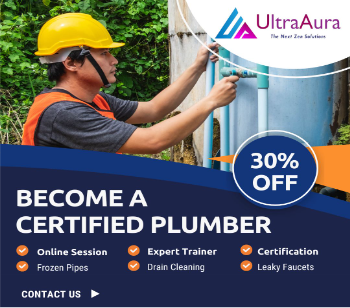 UltraAura
The Next Era Solutions
30%
OFF
BECOME A
CERTIFIED PLUMBER
Online Session
Expert Trainer
Certification
Frozen Pipes
Drain Cleaning
Leaky Faucets
CONTACT US